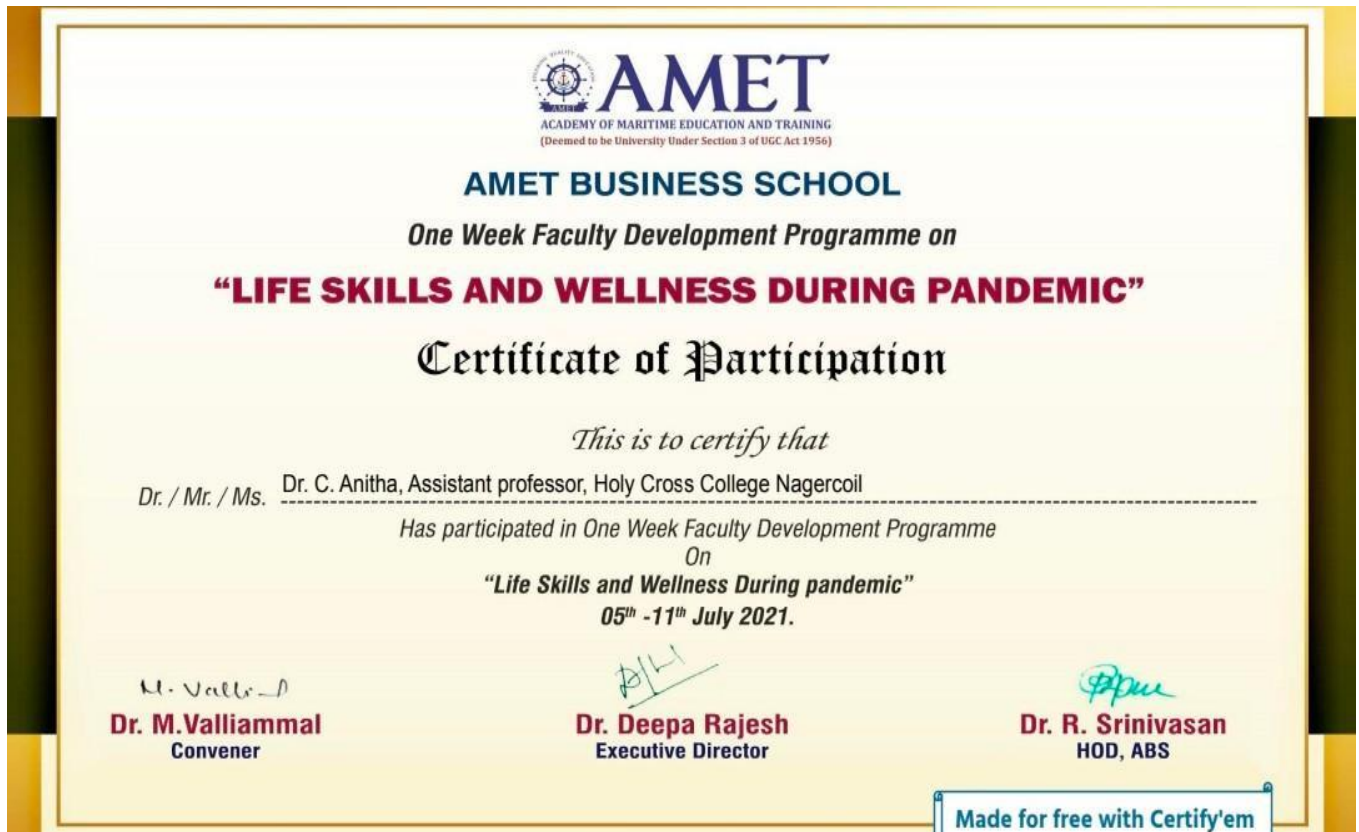 AMET
AMET
ACADEMY OF MARITIME EDUCATION AND TRAINING
(Deemed to be University Under Section 3 of UGC Act 1956)
AMET BUSINESS SCHOOL
One Week Faculty Development Programme on
“LIFE SKILLS AND WELLNESS DURING PANDEMIC”
Certificate of Participation
This is to certify that
Dr. / Mr. / Ms. Dr. C. Anitha, Assistant professor, Holy Cross College Nagercoil
Has participated in One Week Faculty Development Programme
On
“Life Skills and Wellness During pandemic”
05th -11th July 2021.
Dr. M.Valliammal Dr. Deepa Rajesh Dr. R. Srinivasan
Convener Executive Director HOD, ABS
Made for free with Certify'em